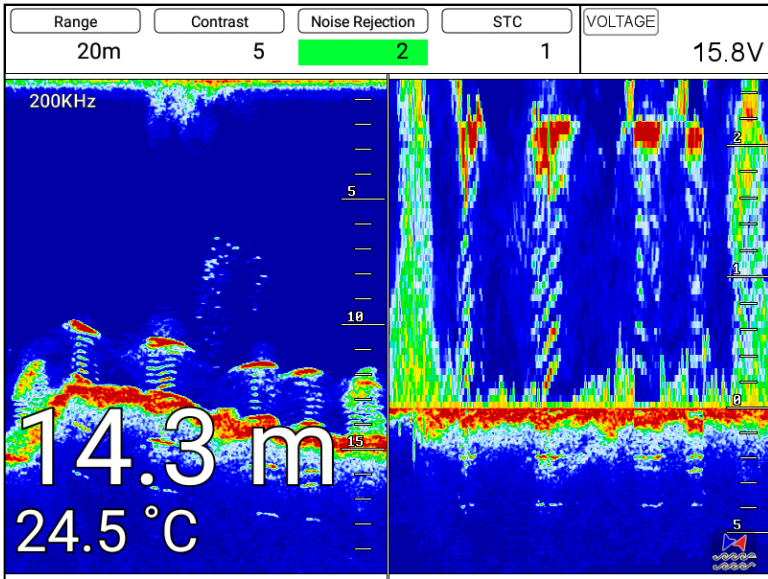 Range Contrast Noise Rejection STC VOLTAGE
20m 5 2 1 15.8V
200KHz
2
5
1
10
0
14.3 m
15
24.5 °C
5